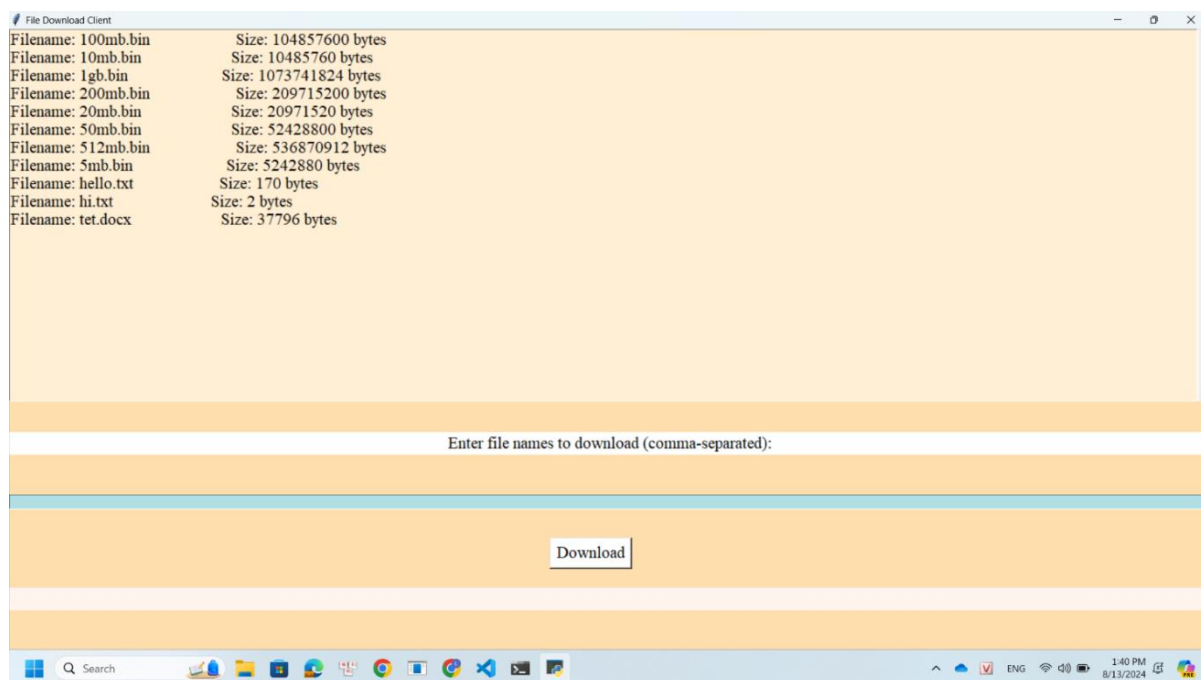 File Download Client
Filename: 100mb.bin Size: 104857600 bytes
Filename: 10mb.bin Size: 10485760 bytes
Filename: 1gb.bin Size: 1073741824 bytes
Filename: 200mb.bin Size: 209715200 bytes
Filename: 20mb.bin Size: 20971520 bytes
Filename: 50mb.bin Size: 52428800 bytes
Filename: 512mb.bin Size: 536870912 bytes
Filename: 5mb.bin Size: 5242880 bytes
Filename: hello.txt Size: 170 bytes
Filename: hi.txt Size: 2 bytes
Filename: tet.docx Size: 37796 bytes
Enter file names to download (comma-separated):
Download
Search
V
ENG
1:40 PM
8/13/2024
PRE